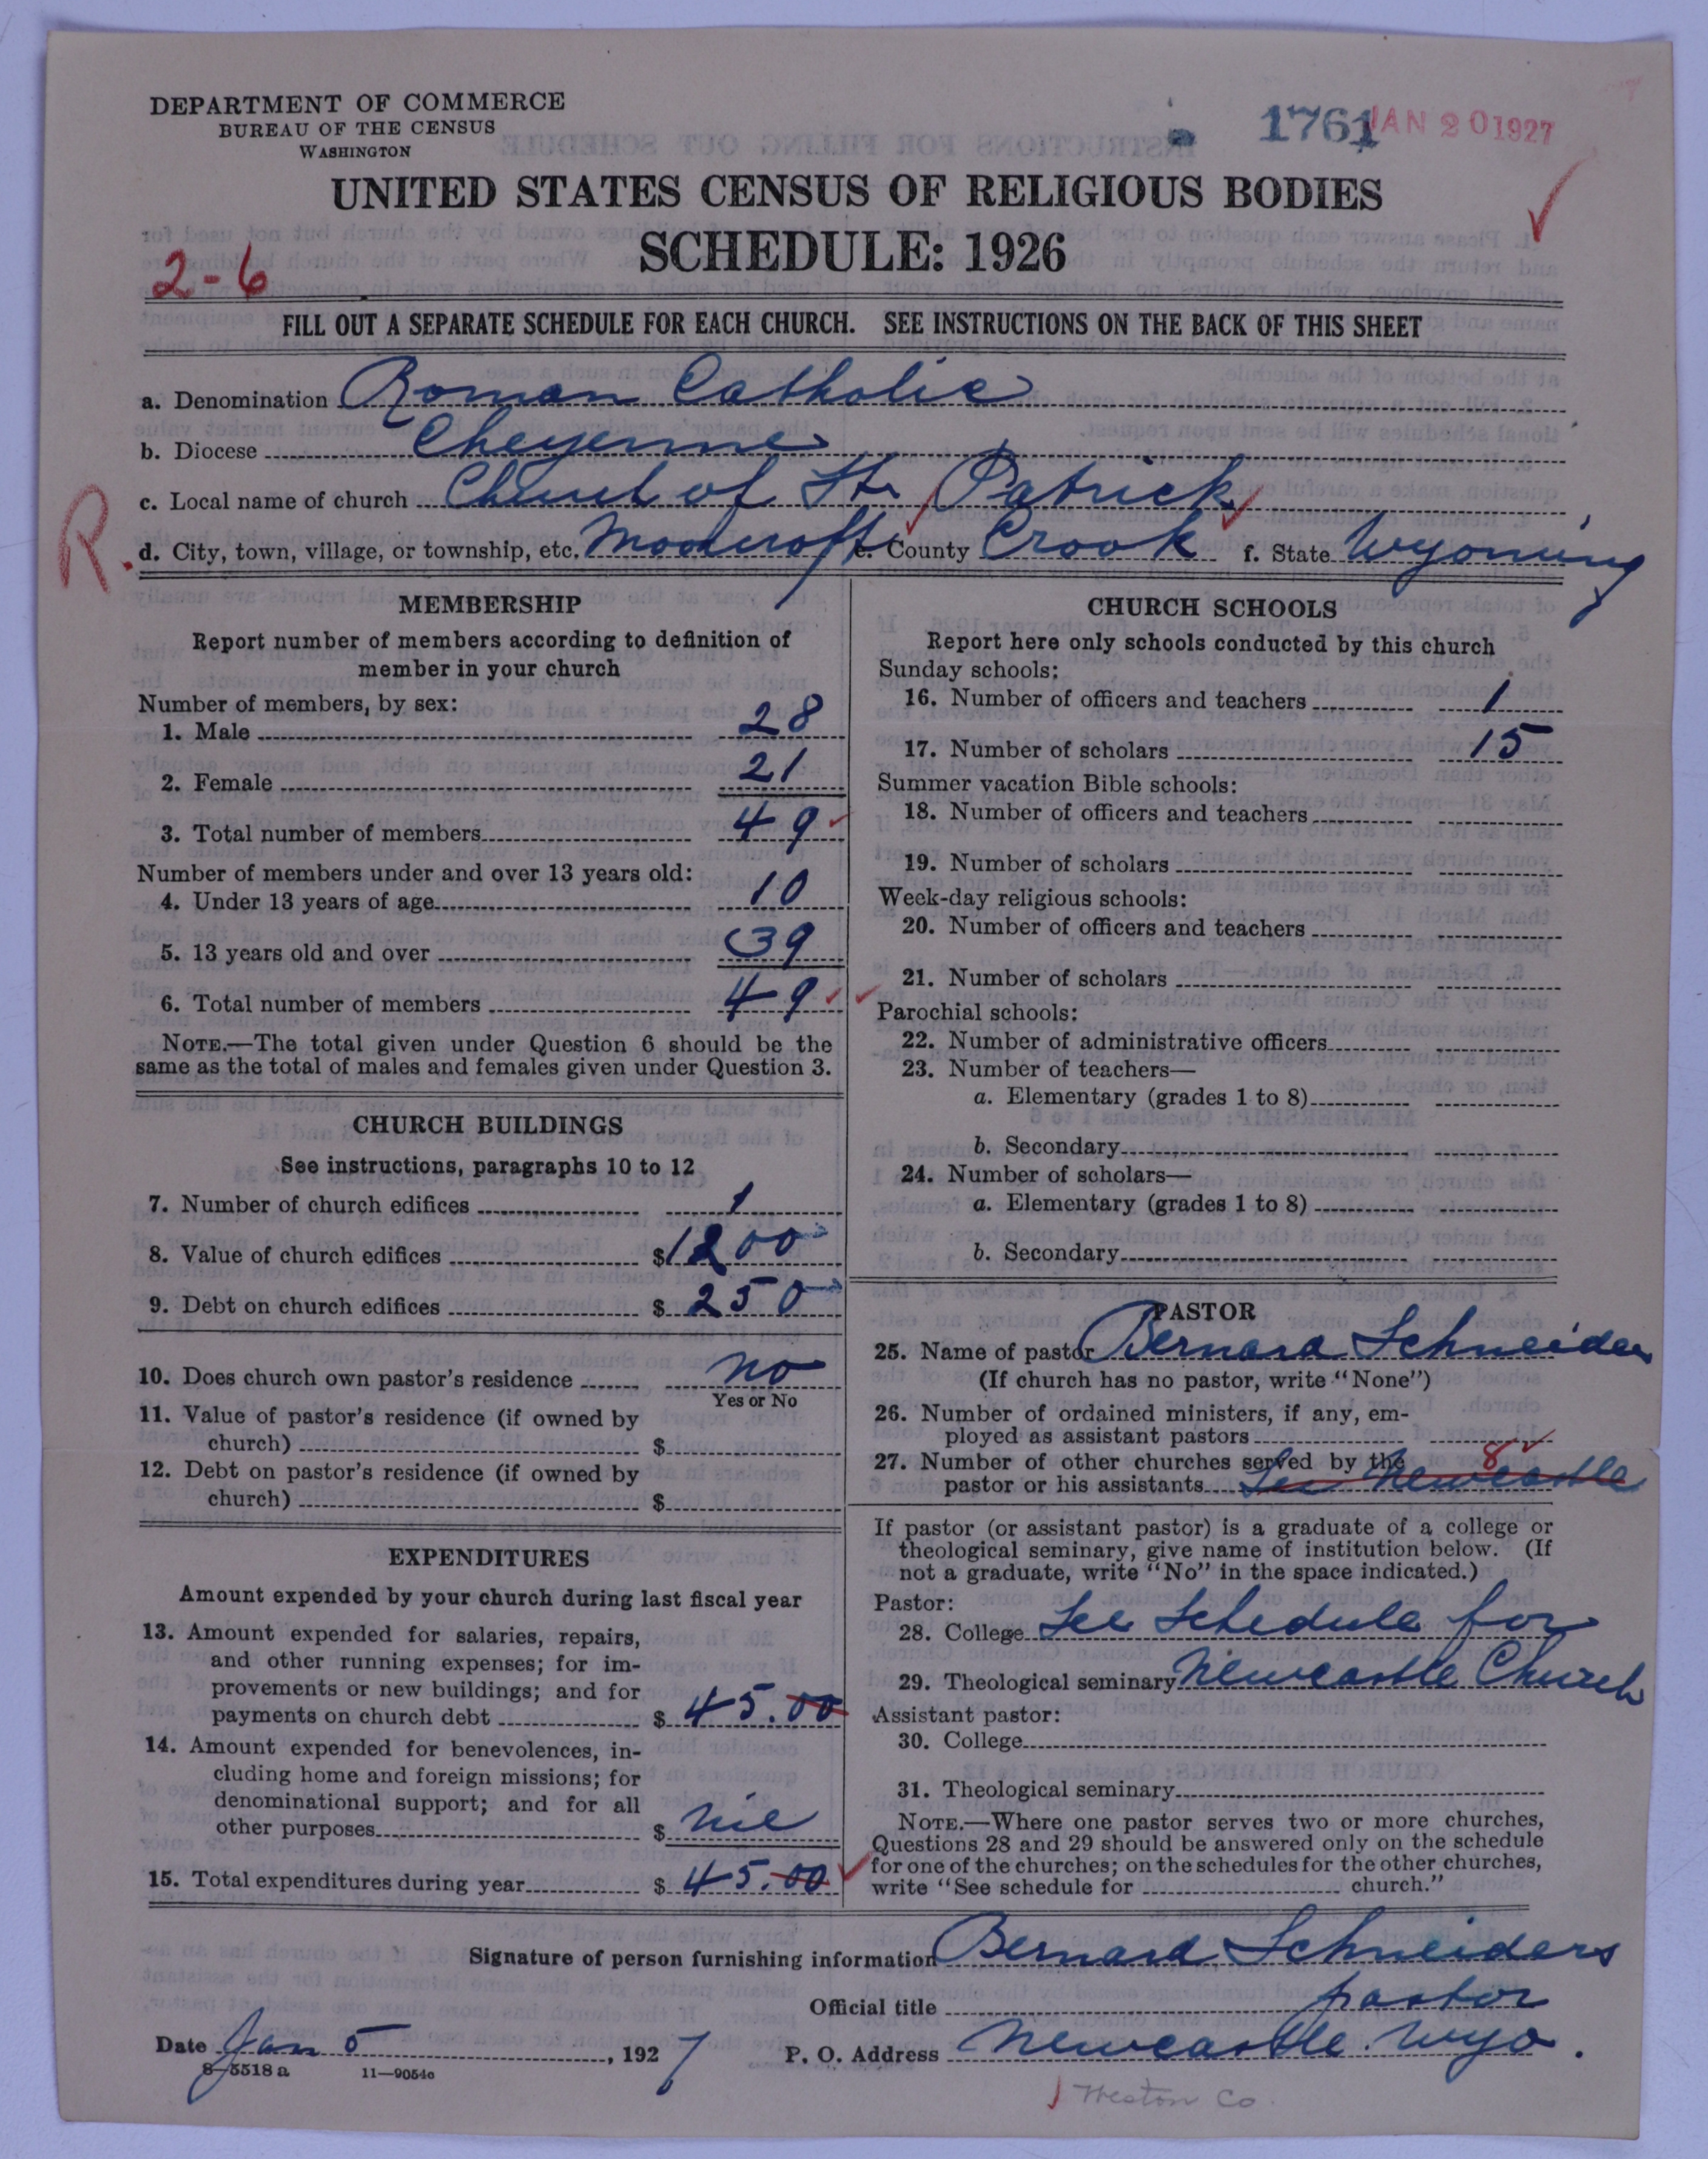 DEPARTMENT OF COMMERCE
BUREAU OF THE CENSUS
WASHINGTON
1761
JAN 20 1927
UNITED STATES CENSUS OF RELIGIOUS BODIES
SCHEDULE: 1926
2-6
FILL OUT A SEPARATE SCHEDULE FOR EACH CHURCH. SEE INSTRUCTIONS ON THE BACK OF THIS SHEET
a. Denomination Roman Catholic
b. Diocese Cheyenne
c. Local name of church Church of St. Patrick
R. d. City, town, village, or township, etc. Moorcroft e. County Crook f. State Wyoming
MEMBERSHIP
Report number of members according to definition of
member in your church
Number of members, by sex:
1. Male 28
2. Female 21
3. Total number of members 49
Number of members under and over 13 years old:
4. Under 13 years of age 10
5. 13 years old and over 39
6. Total number of members 49
NOTE.—The total given under Question 6 should be the
same as the total of males and females given under Question 3.
CHURCH BUILDINGS
See instructions, paragraphs 10 to 12
7. Number of church edifices 1
8. Value of church edifices $1200
9. Debt on church edifices $ 250
10. Does church own pastor's residence no
Yes or No
11. Value of pastor's residence (if owned by
church) $
12. Debt on pastor's residence (if owned by
church) $
EXPENDITURES
Amount expended by your church during last fiscal year
13. Amount expended for salaries, repairs,
and other running expenses; for im-
provements or new buildings; and for
payments on church debt $ 45.00
14. Amount expended for benevolences, in-
cluding home and foreign missions; for
denominational support; and for all
other purposes $ nil
15. Total expenditures during year $ 45.00
CHURCH SCHOOLS
Report here only schools conducted by this church
Sunday schools:
16. Number of officers and teachers 1
17. Number of scholars 15
Summer vacation Bible schools:
18. Number of officers and teachers
19. Number of scholars
Week-day religious schools:
20. Number of officers and teachers
21. Number of scholars
Parochial schools:
22. Number of administrative officers
23. Number of teachers—
a. Elementary (grades 1 to 8)
b. Secondary
24. Number of scholars—
a. Elementary (grades 1 to 8)
b. Secondary
PASTOR
25. Name of pastor Bernard Schneiders
(If church has no pastor, write "None")
26. Number of ordained ministers, if any, em-
ployed as assistant pastors
27. Number of other churches served by the 8
pastor or his assistants See Newcastle
If pastor (or assistant pastor) is a graduate of a college or
theological seminary, give name of institution below. (If
not a graduate, write "No" in the space indicated.)
Pastor:
28. College See Schedule for
29. Theological seminary Newcastle Church
Assistant pastor:
30. College
31. Theological seminary
NOTE.—Where one pastor serves two or more churches,
Questions 28 and 29 should be answered only on the schedule
for one of the churches; on the schedules for the other churches,
write "See schedule for church."
Signature of person furnishing information Bernard Schneiders
Official title pastor
Date Jan 5, 1927 P. O. Address Newcastle. Wyo.
8-5518 a 11—9054a
Weston Co